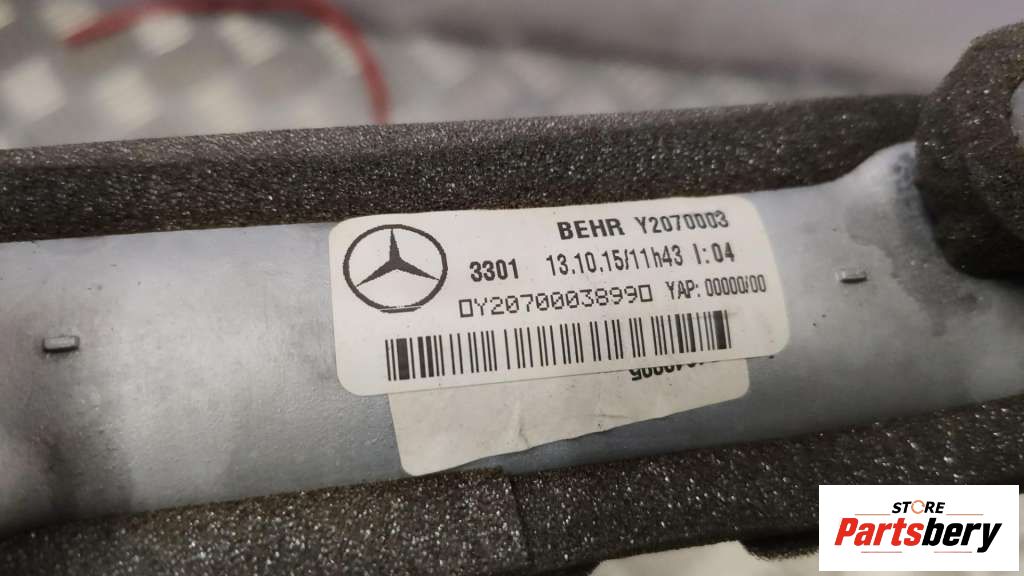 BEHR Y2070003
3301 13.10.15/11h43 I:04
▯Y2070003899▯ YAP: 00000/00
STORE
Partsbery